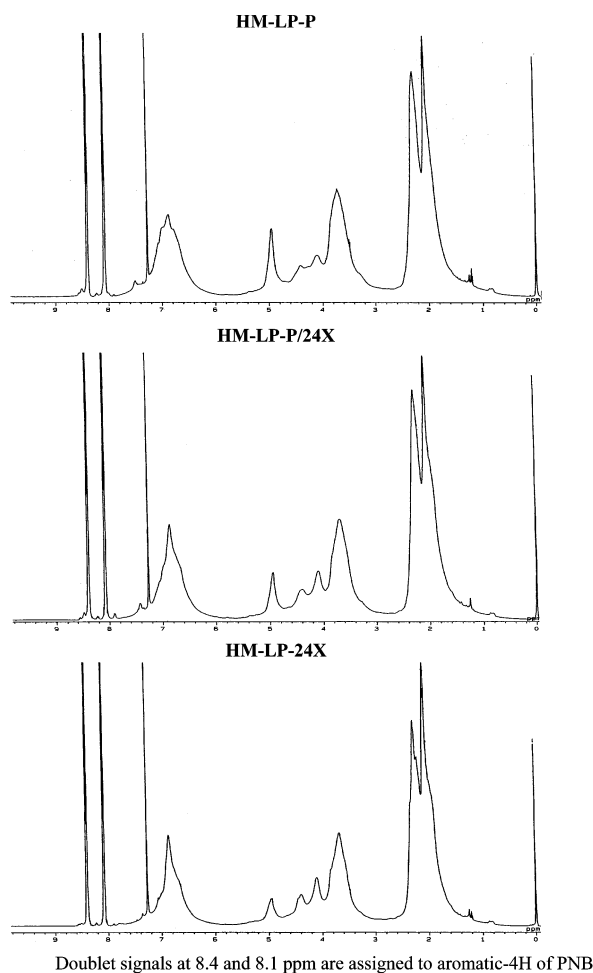 HM-LP-P
9 8 7 6 5 4 3 2 1 0
ppm
HM-LP-P/24X
9 8 7 6 5 4 3 2 1 0
ppm
HM-LP-24X
9 8 7 6 5 4 3 2 1 0
ppm
Doublet signals at 8.4 and 8.1 ppm are assigned to aromatic-4H of PNB